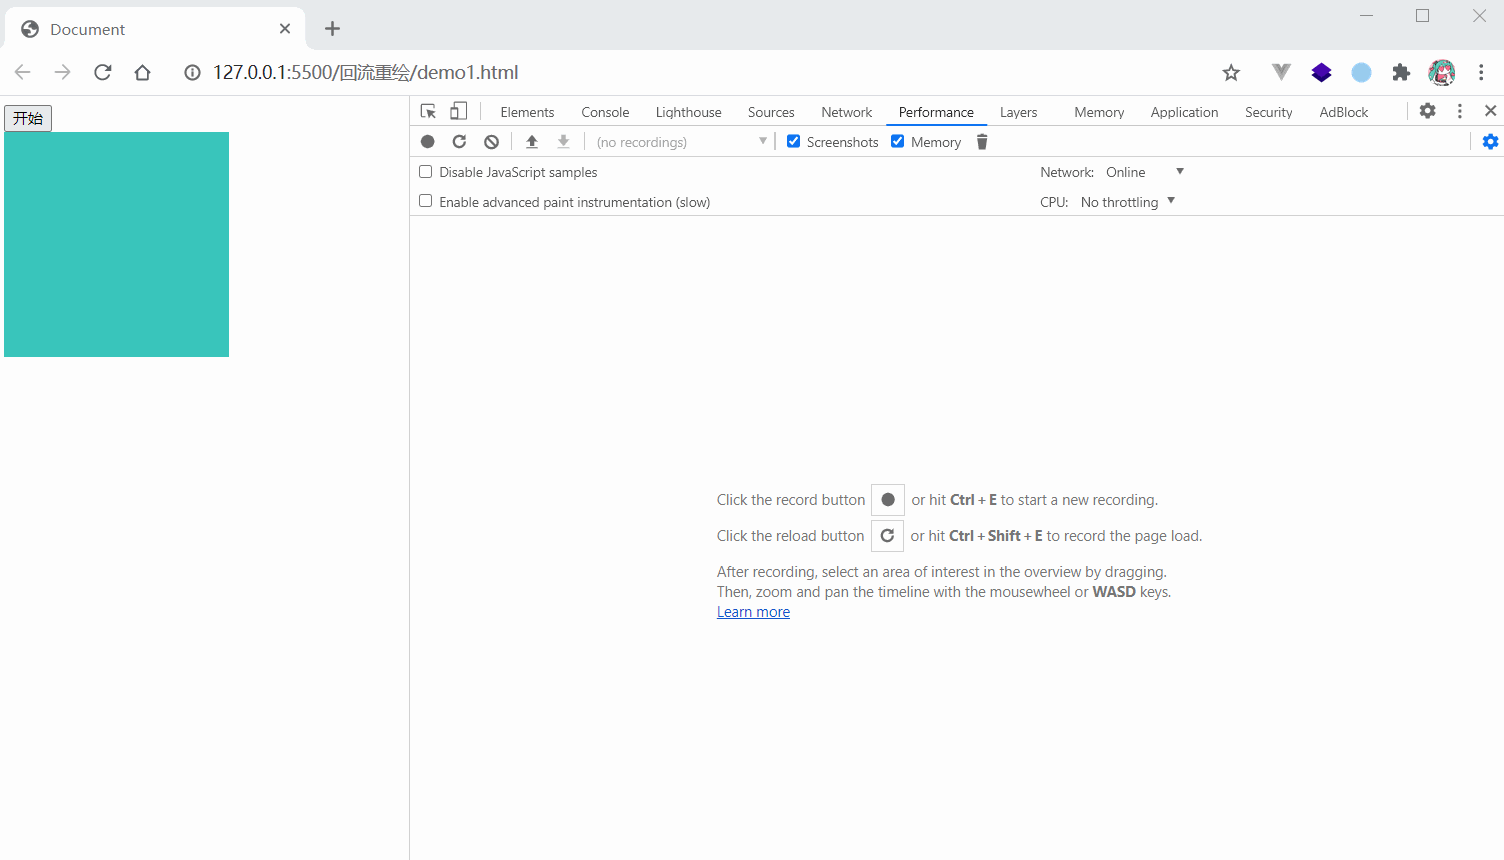 Document
127.0.0.1:5500/回流重绘/demo1.html
开始
Elements Console Lighthouse Sources Network Performance Layers Memory Application Security AdBlock
(no recordings) Screenshots Memory
Disable JavaScript samples Network: Online
Enable advanced paint instrumentation (slow) CPU: No throttling
Click the record button or hit Ctrl + E to start a new recording.
Click the reload button or hit Ctrl + Shift + E to record the page load.
After recording, select an area of interest in the overview by dragging.
Then, zoom and pan the timeline with the mousewheel or WASD keys.
Learn more